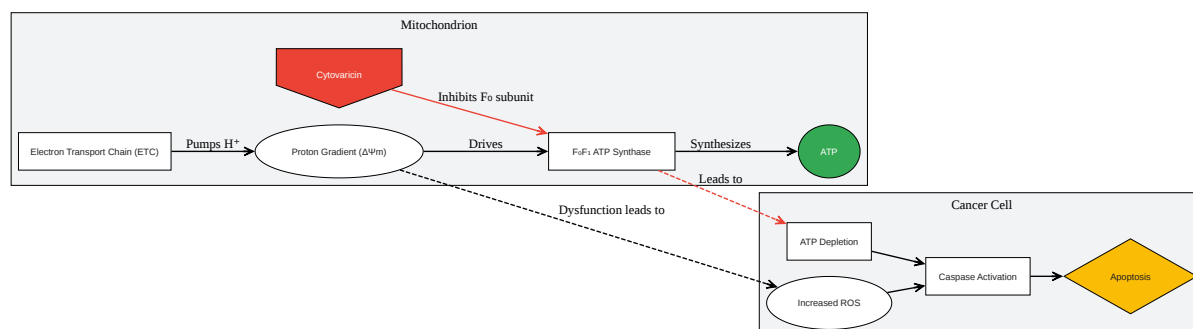 Mitochondrion
Cytovaricin
Inhibits F₀ subunit
Electron Transport Chain (ETC)
Pumps H⁺
Proton Gradient (ΔΨm)
Drives
F₀F₁ ATP Synthase
Synthesizes
ATP
Leads to
Dysfunction leads to
Cancer Cell
ATP Depletion
Caspase Activation
Apoptosis
Increased ROS